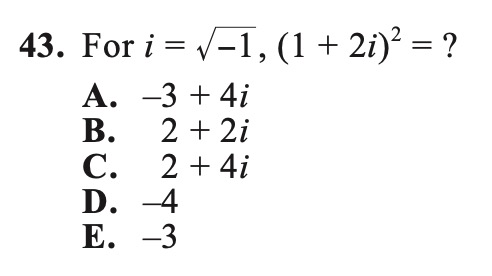 43. For i = √−1, (1 + 2i)² = ?
A. –3 + 4i
B. 2 + 2i
C. 2 + 4i
D. –4
E. –3